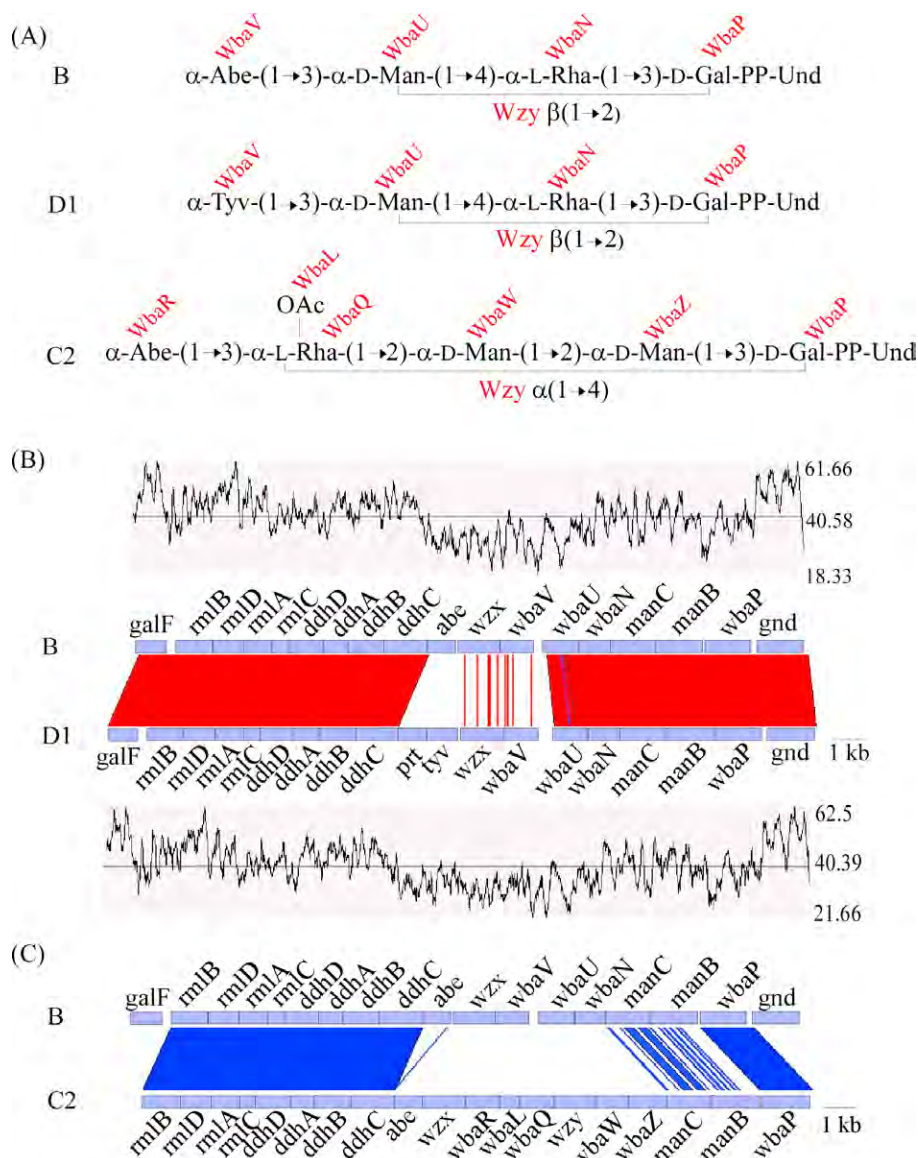 (A)
WbaV WbaU WbaN WbaP
B α-Abe-(1→3)-α-D-Man-(1→4)-α-L-Rha-(1→3)-D-Gal-PP-Und
Wzy β(1→2)
WbaV WbaU WbaN WbaP
D1 α-Tyv-(1→3)-α-D-Man-(1→4)-α-L-Rha-(1→3)-D-Gal-PP-Und
Wzy β(1→2)
WbaL
WbaR OAc WbaQ WbaW WbaZ WbaP
C2 α-Abe-(1→3)-α-L-Rha-(1→2)-α-D-Man-(1→2)-α-D-Man-(1→3)-D-Gal-PP-Und
Wzy α(1→4)
(B)
61.66
40.58
18.33
galF rmlB rmlD rmlA rmlC ddhD ddhA ddhB ddhC abe wzx wbaV wbaU wbaN manC manB wbaP gnd
B
D1
galF rmlB rmlD rmlA rmlC ddhD ddhA ddhB ddhC prt tyv wzx wbaV wbaU wbaN manC manB wbaP gnd 1 kb
62.5
40.39
21.66
(C)
galF rmlB rmlD rmlA rmlC ddhD ddhA ddhB ddhC abe wzx wbaV wbaU wbaN manC manB wbaP gnd
B
C2
rmlB rmlD rmlA rmlC ddhD ddhA ddhB ddhC abe wzx wbaR wbaL wbaQ wzy wbaW wbaZ manC manB wbaP 1 kb